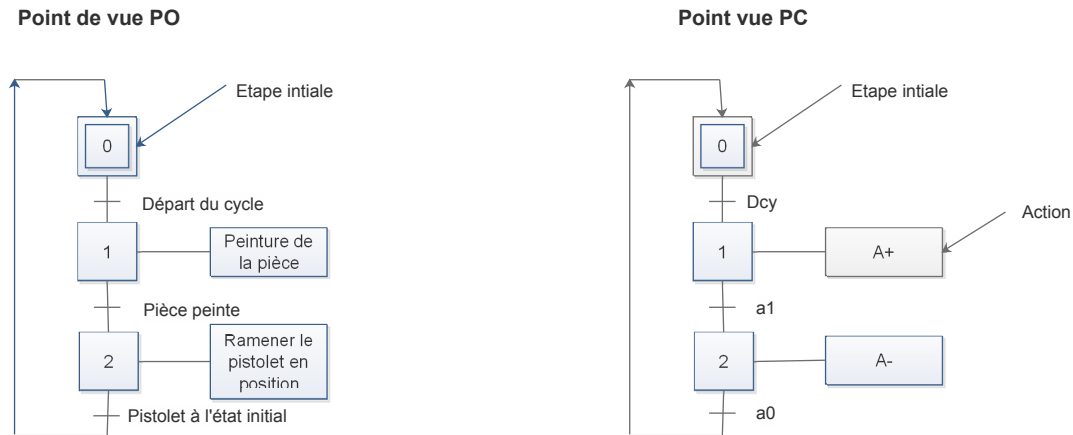 Point de vue PO
Etape intiale
0
Départ du cycle
1
Peinture de
la pièce
Pièce peinte
2
Ramener le
pistolet en
position
Pistolet à l'état initial
Point vue PC
Etape intiale
0
Dcy
Action
1
A+
a1
2
A-
a0